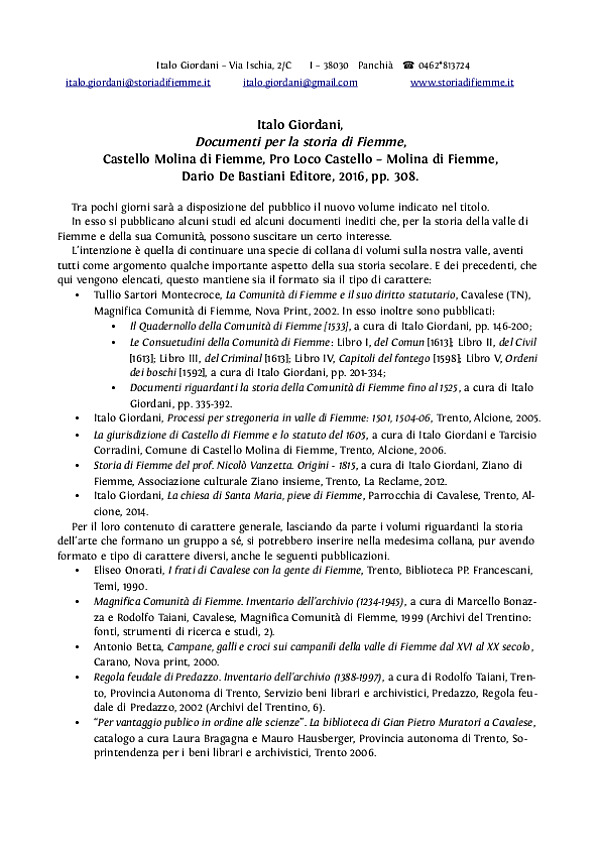 Italo Giordani – Via Ischia, 2/C I – 38030 Panchià ☎ 0462*813724
italo.giordani@storiadifiemme.it italo.giordani@gmail.com www.storiadifiemme.it
Italo Giordani,
Documenti per la storia di Fiemme,
Castello Molina di Fiemme, Pro Loco Castello – Molina di Fiemme,
Dario De Bastiani Editore, 2016, pp. 308.
Tra pochi giorni sarà a disposizione del pubblico il nuovo volume indicato nel titolo.
In esso si pubblicano alcuni studi ed alcuni documenti inediti che, per la storia della valle di
Fiemme e della sua Comunità, possono suscitare un certo interesse.
L'intenzione è quella di continuare una specie di collana di volumi sulla nostra valle, aventi
tutti come argomento qualche importante aspetto della sua storia secolare. E dei precedenti, che
qui vengono elencati, questo mantiene sia il formato sia il tipo di carattere:
• Tullio Sartori Montecroce, La Comunità di Fiemme e il suo diritto statutario, Cavalese (TN),
Magnifica Comunità di Fiemme, Nova Print, 2002. In esso inoltre sono pubblicati:
• Il Quadernollo della Comunità di Fiemme [1533], a cura di Italo Giordani, pp. 146-200;
• Le Consuetudini della Comunità di Fiemme: Libro I, del Comun [1613]; Libro II, del Civil
[1613]; Libro III, del Criminal [1613]; Libro IV, Capitoli del fontego [1598]; Libro V, Ordeni
dei boschi [1592], a cura di Italo Giordani, pp. 201-334;
• Documenti riguardanti la storia della Comunità di Fiemme fino al 1525, a cura di Italo
Giordani, pp. 335-392.
• Italo Giordani, Processi per stregoneria in valle di Fiemme: 1501, 1504-06, Trento, Alcione, 2005.
• La giurisdizione di Castello di Fiemme e lo statuto del 1605, a cura di Italo Giordani e Tarcisio
Corradini, Comune di Castello Molina di Fiemme, Trento, Alcione, 2006.
• Storia di Fiemme del prof. Nicolò Vanzetta. Origini - 1815, a cura di Italo Giordani, Ziano di
Fiemme, Associazione culturale Ziano insieme, Trento, La Reclame, 2012.
• Italo Giordani, La chiesa di Santa Maria, pieve di Fiemme, Parrocchia di Cavalese, Trento, Al-
cione, 2014.
Per il loro contenuto di carattere generale, lasciando da parte i volumi riguardanti la storia
dell'arte che formano un gruppo a sé, si potrebbero inserire nella medesima collana, pur avendo
formato e tipo di carattere diversi, anche le seguenti pubblicazioni.
• Eliseo Onorati, I frati di Cavalese con la gente di Fiemme, Trento, Biblioteca PP. Francescani,
Temi, 1990.
• Magnifica Comunità di Fiemme. Inventario dell'archivio (1234-1945), a cura di Marcello Bonaz-
za e Rodolfo Taiani, Cavalese, Magnifica Comunità di Fiemme, 1999 (Archivi del Trentino:
fonti, strumenti di ricerca e studi, 2).
• Antonio Betta, Campane, galli e croci sui campanili della valle di Fiemme dal XVI al XX secolo,
Carano, Nova print, 2000.
• Regola feudale di Predazzo. Inventario dell'archivio (1388-1997), a cura di Rodolfo Taiani, Tren-
to, Provincia Autonoma di Trento, Servizio beni librari e archivistici, Predazzo, Regola feu-
dale di Predazzo, 2002 (Archivi del Trentino, 6).
• “Per vantaggio publico in ordine alle scienze”. La biblioteca di Gian Pietro Muratori a Cavalese,
catalogo a cura Laura Bragagna e Mauro Hausberger, Provincia autonoma di Trento, So-
printendenza per i beni librari e archivistici, Trento 2006.